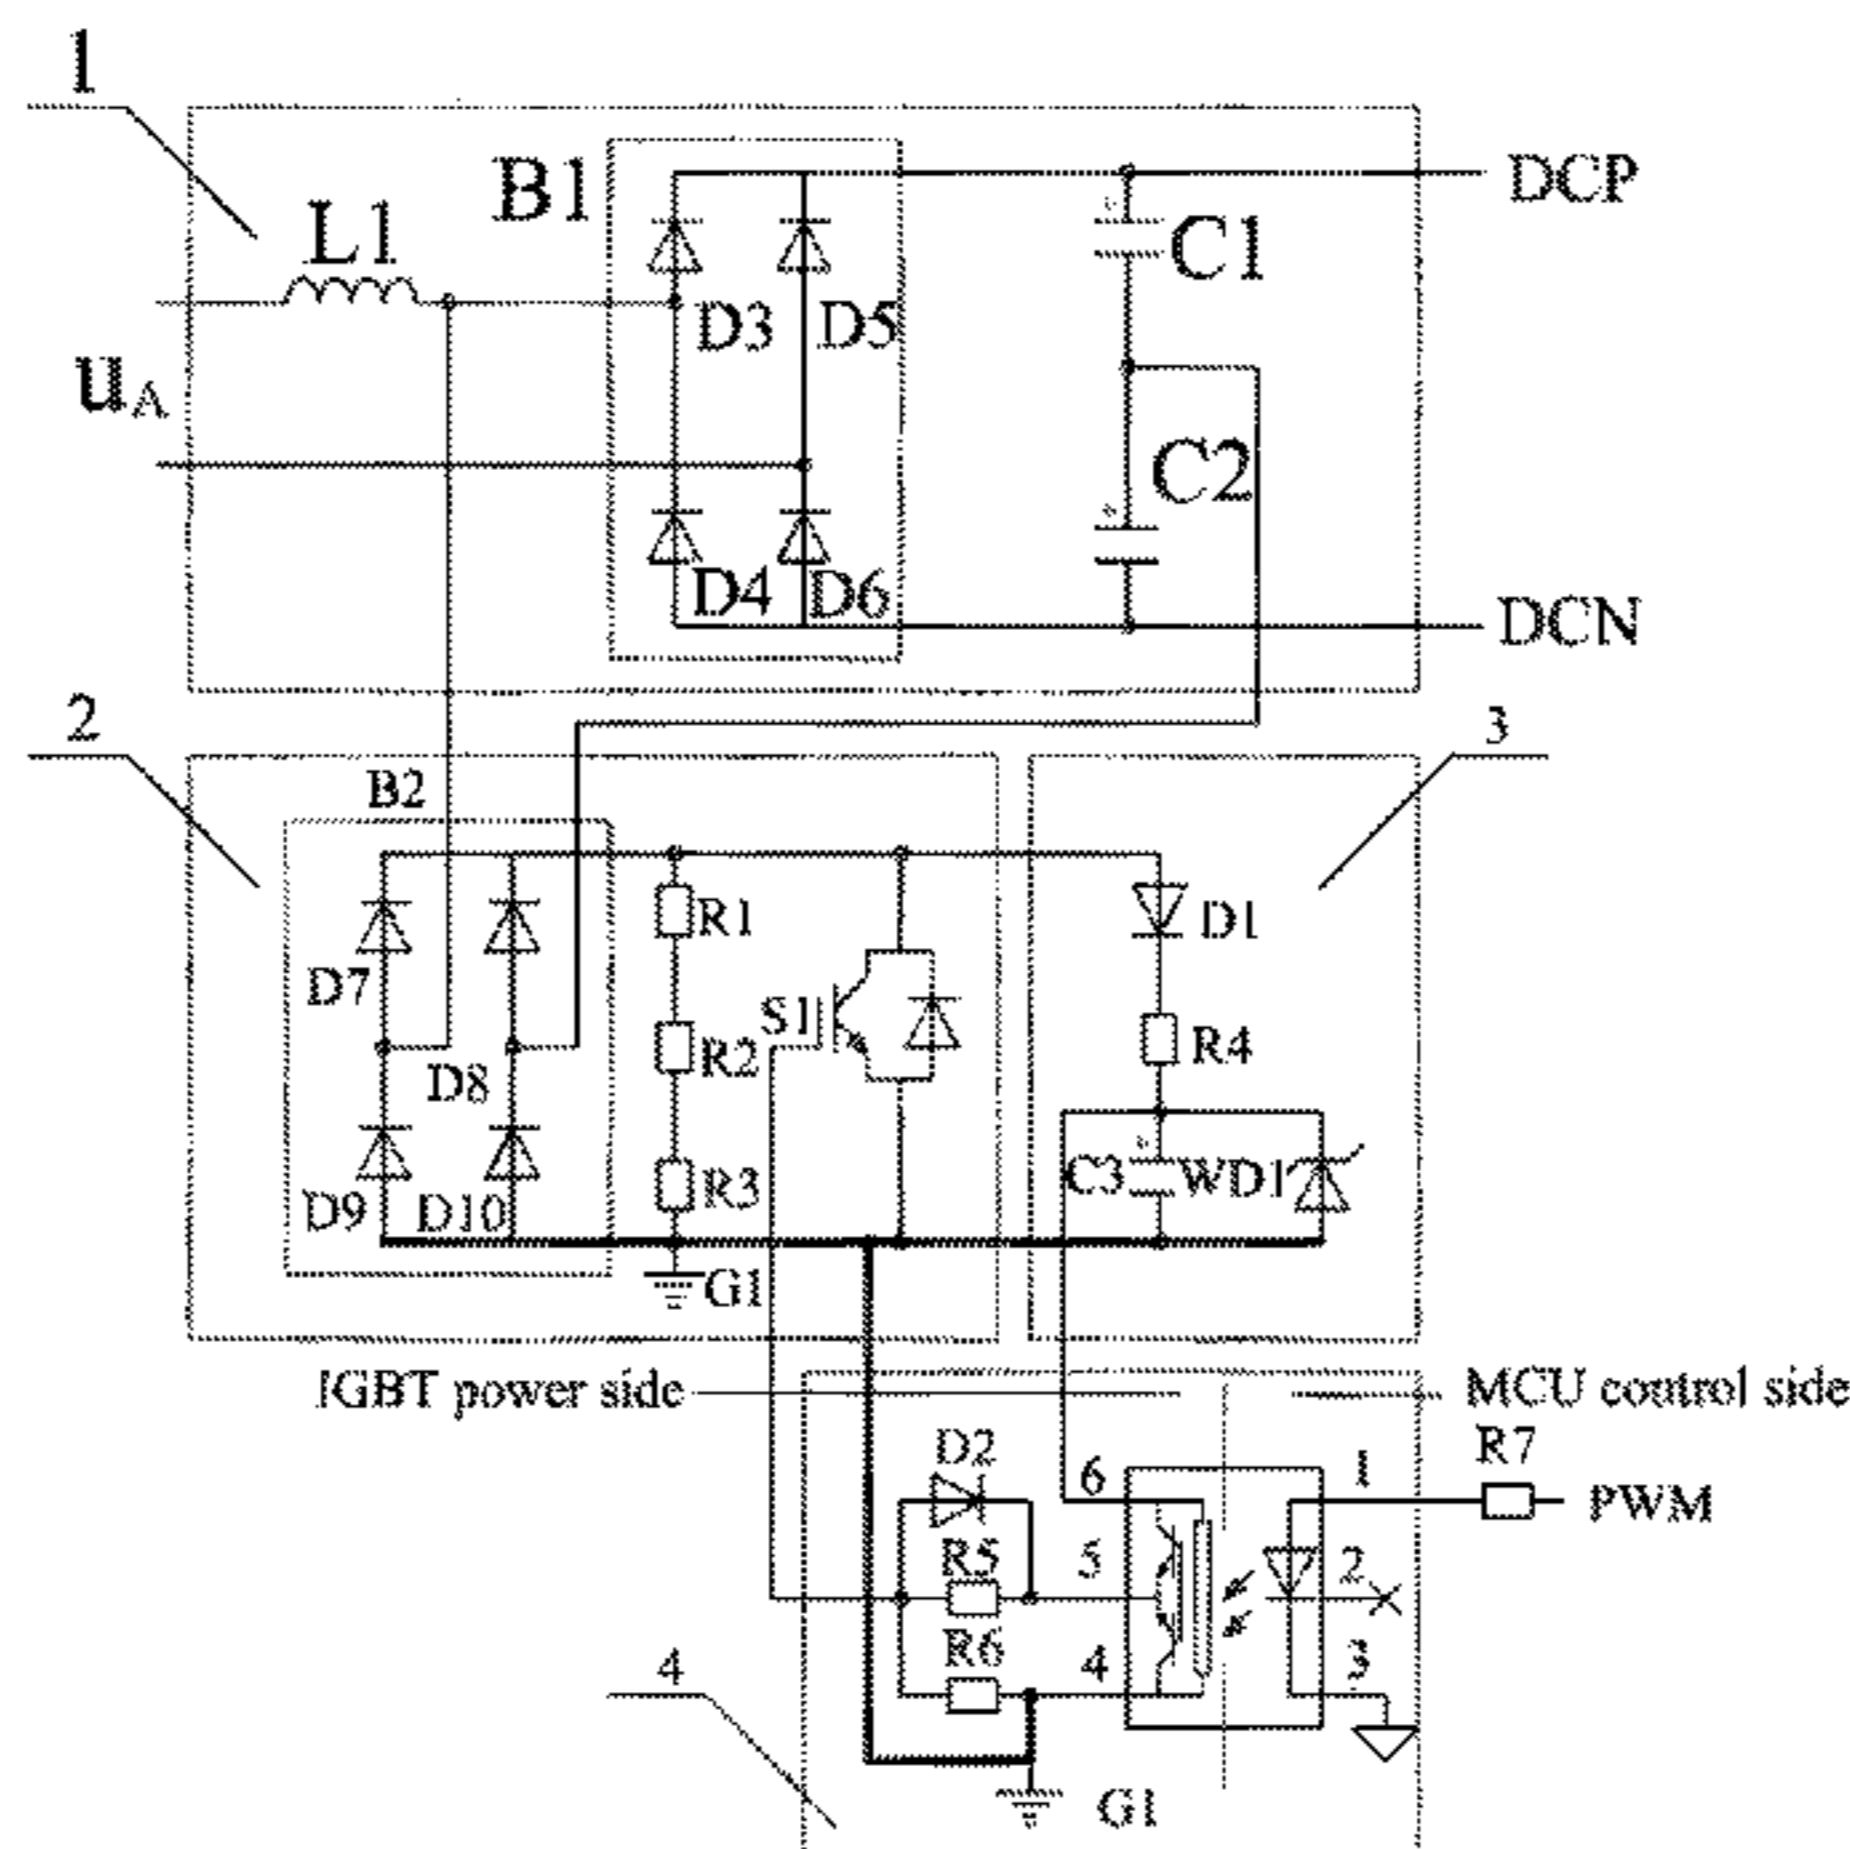 1
B1
DCP
L1
C1
D3
D5
uA
C2
D4
D6
DCN
2
3
B2
R1
D1
D7
S1
R2
R4
D8
C3
WD1
R3
D9
D10
G1
IGBT power side
MCU control side
D2
R7
6
1
PWM
5
R5
2
R6
4
3
4
G1